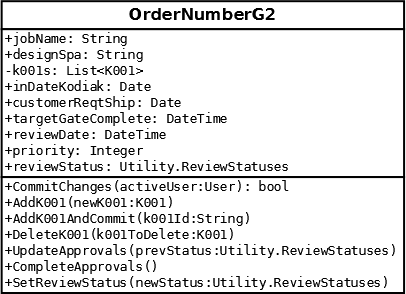 OrderNumberG2
+jobName: String
+designSpa: String
-k001s: List<K001>
+inDateKodiak: Date
+customerReqtShip: Date
+targetGateComplete: DateTime
+reviewDate: DateTime
+priority: Integer
+reviewStatus: Utility.ReviewStatuses
+CommitChanges(activeUser:User): bool
+AddK001(newK01:K001)
+AddK001AndCommit(k001Id:String)
+DeleteK001(k001ToDelete:K001)
+UpdateApprovals(prevStatus:Utility.ReviewStatuses)
+CompleteApprovals()
+SetReviewStatus(newStatus:Utility.ReviewStatuses)